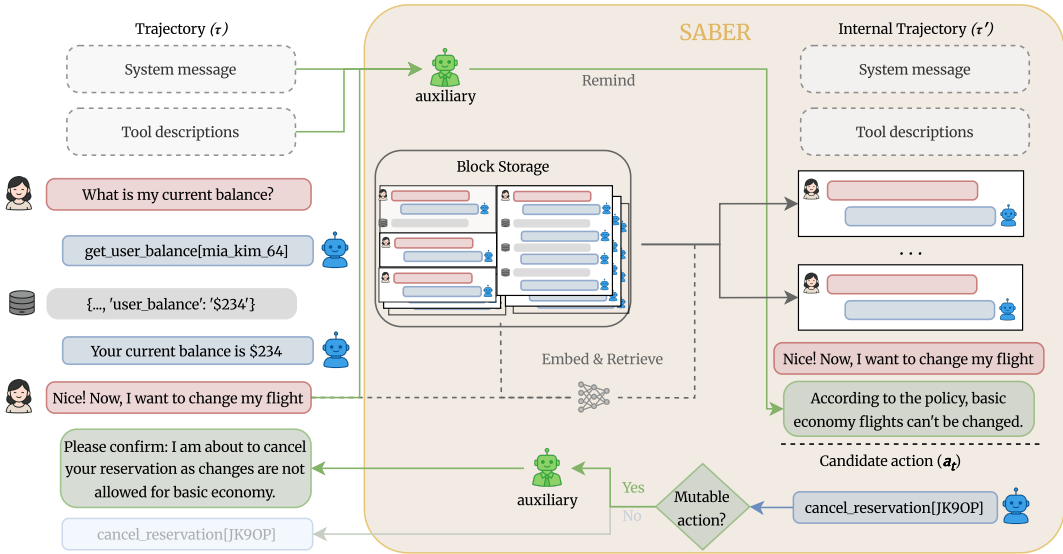 Trajectory (τ)
System message
Tool descriptions
What is my current balance?
get_user_balance[mia_kim_64]
{..., 'user_balance': '$234'}
Your current balance is $234
Nice! Now, I want to change my flight
Please confirm: I am about to cancel
your reservation as changes are not
allowed for basic economy.
cancel_reservation[JK9OP]
SABER
auxiliary
Remind
Block Storage
Embed & Retrieve
auxiliary
Yes
No
Mutable
action?
Internal Trajectory (τ′)
System message
Tool descriptions
...
Nice! Now, I want to change my flight
According to the policy, basic
economy flights can't be changed.
Candidate action (aₜ)
cancel_reservation[JK9OP]